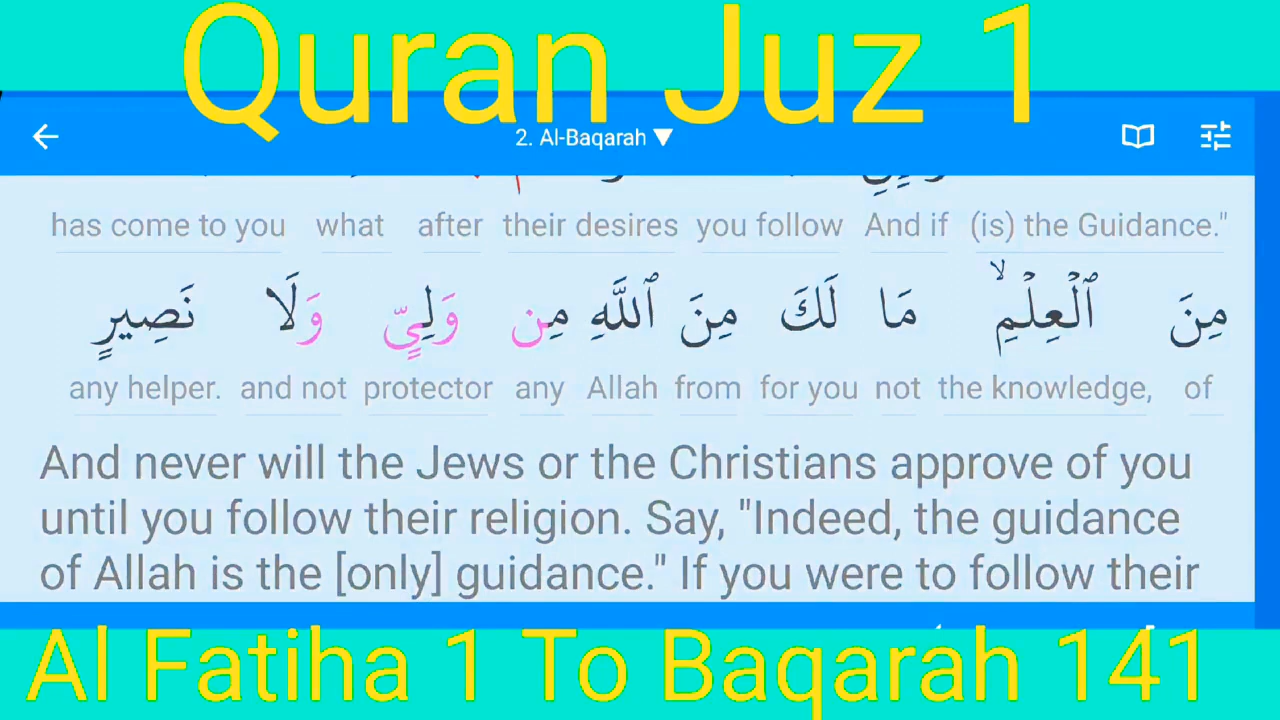 Quran Juz 1
2. Al-Baqarah ▼
has come to you what after their desires you follow And if (is) the Guidance."
مِنَ ٱلْعِلْمِ ۙ مَا لَكَ مِنَ ٱللَّهِ مِن وَلِىٍّ وَلَا نَصِيرٍ
any helper. and not protector any Allah from for you not the knowledge, of
And never will the Jews or the Christians approve of you
until you follow their religion. Say, "Indeed, the guidance
of Allah is the [only] guidance." If you were to follow their
Al Fatiha 1 To Baqarah 141